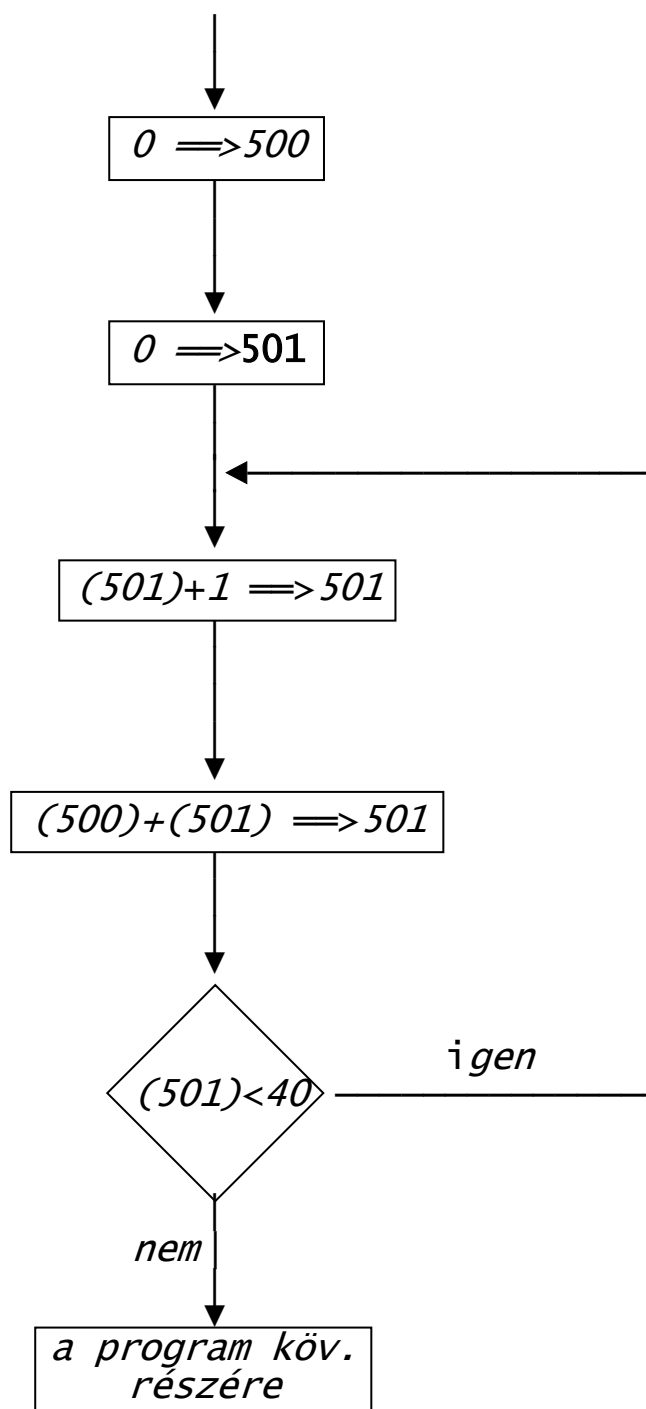 0 ==>500
0 ==>501
(501)+1 ==>501
(500)+(501) ==>501
(501)<40
igen
nem
a program köv.
részére